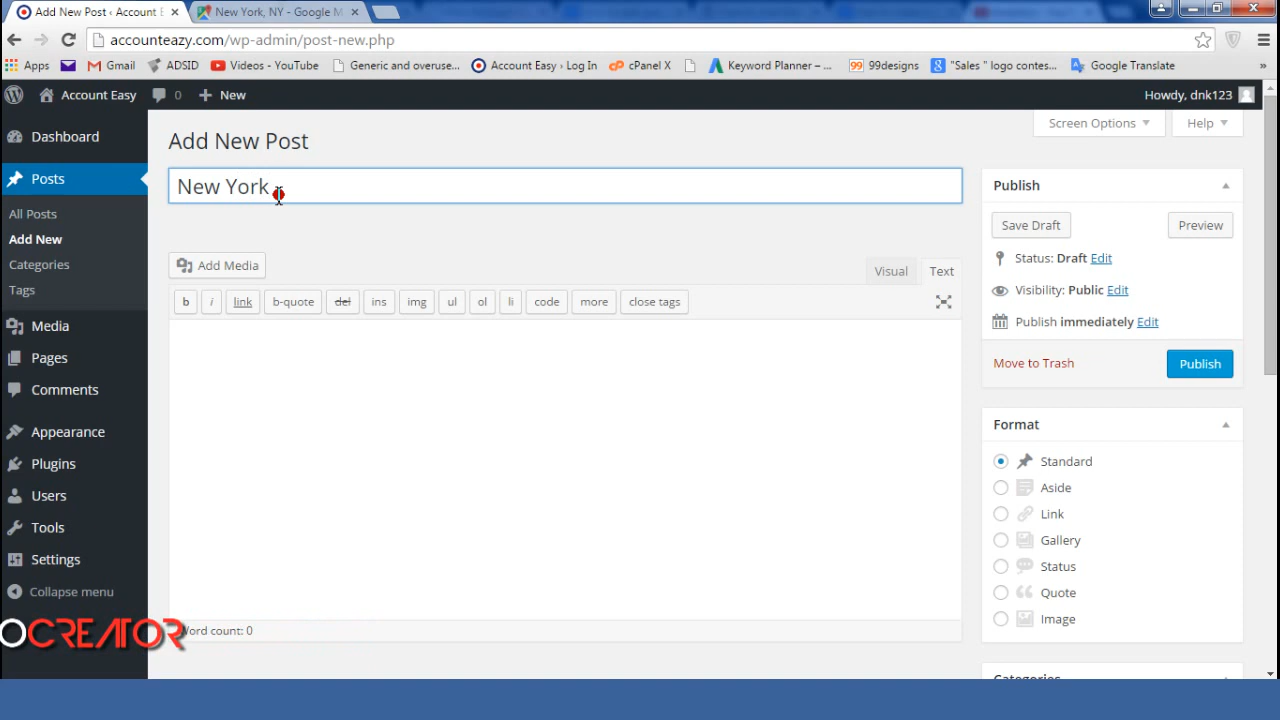 Add New Post ‹ Account E
New York, NY - Google M
accounteazy.com/wp-admin/post-new.php
Apps Gmail ADSID Videos - YouTube Generic and overuse... Account Easy › Log In cPanel X Keyword Planner – ... 99 99designs "Sales " logo contes... Google Translate »
Account Easy 0 + New Howdy, dnk123
Screen Options Help
Add New Post
Dashboard
New York
Posts
All Posts
Add New
Categories
Tags
Media
Pages
Comments
Appearance
Plugins
Users
Tools
Settings
Collapse menu
Add Media
Visual Text
b i link b-quote del ins img ul ol li code more close tags
Word count: 0
OCREATOR
Publish
Save Draft Preview
Status: Draft Edit
Visibility: Public Edit
Publish immediately Edit
Move to Trash Publish
Format
Standard
Aside
Link
Gallery
Status
Quote
Image
Categories